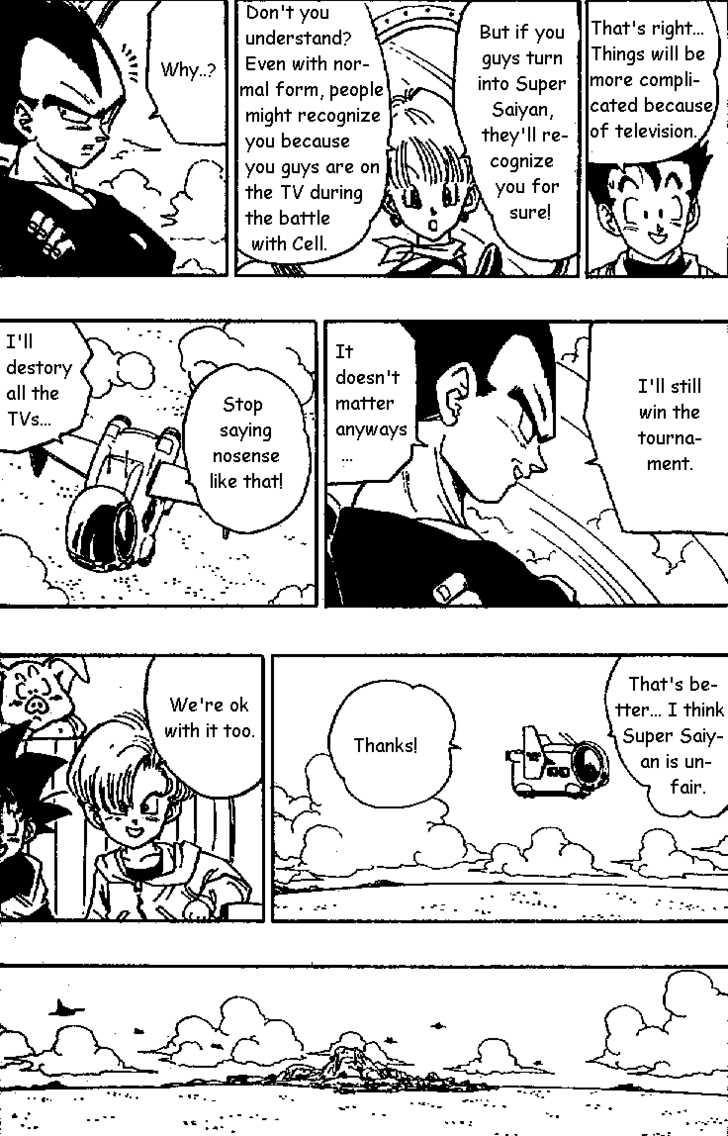 Why..?
Don't you
understand?
Even with nor-
mal form, people
might recognize
you because
you guys are on
the TV during
the battle
with Cell.
But if you
guys turn
into Super
Saiyan,
they'll re-
cognize
you for
sure!
That's right...
Things will be
more compli-
cated because
of television.
I'll
destory
all the
TVs...
Stop
saying
nosense
like that!
It
doesn't
matter
anyways
...
I'll still
win the
tourna-
ment.
We're ok
with it too.
Thanks!
That's be-
tter... I think
Super Saiy-
an is un-
fair.